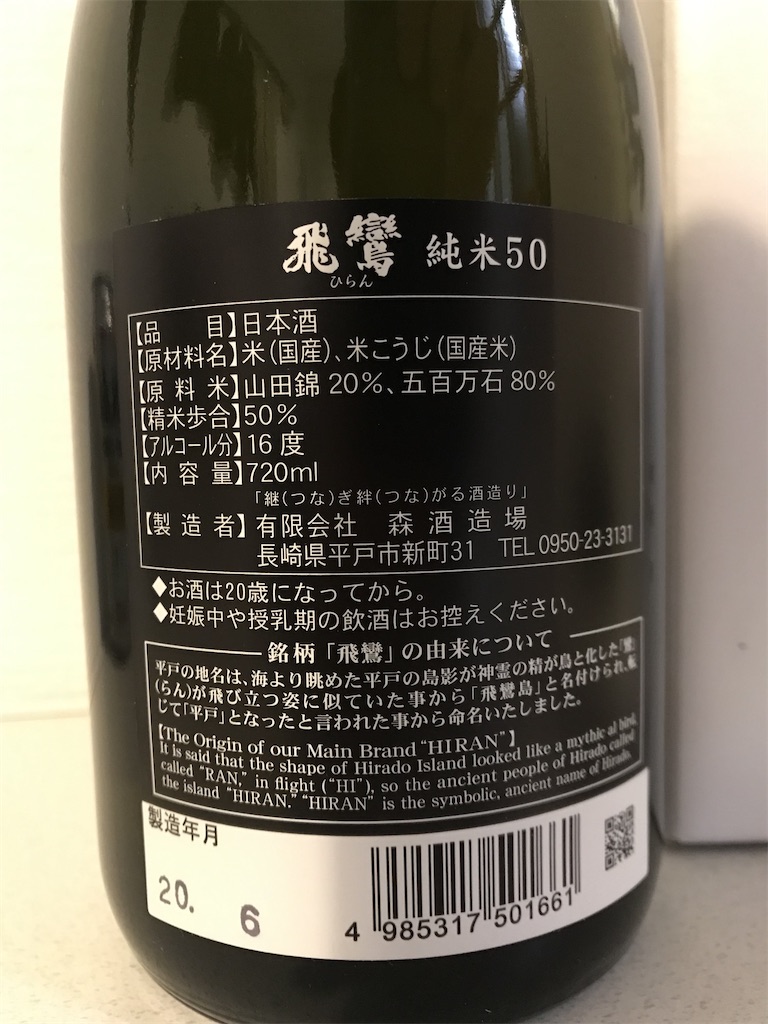 飛鸞 純米50
ひらん
【品　　目】日本酒
【原材料名】米(国産)、米こうじ(国産米)
【原 料 米】山田錦 20%、五百万石 80%
【精米歩合】50%
【アルコール分】16 度
【内 容 量】720ml
「継(つな)ぎ絆(つな)がる酒造り」
【製 造 者】有限会社 森酒造場
長崎県平戸市新町31 TEL 0950-23-3131
◆お酒は20歳になってから。
◆妊娠中や授乳期の飲酒はお控えください。
銘柄「飛鸞」の由来について
平戸の地名は、海より眺めた平戸の島影が神霊の精が鳥と化した「鸞」
(らん)が飛び立つ姿に似ていた事から「飛鸞島」と名付けられ、転
じて「平戸」となったと言われた事から命名いたしました。
【The Origin of our Main Brand “HIRAN”】
It is said that the shape of Hirado Island looked like a mythic al bird,
called “RAN,” in flight (“HI”), so the ancient people of Hirado called
the island “HIRAN.” “HIRAN” is the symbolic, ancient name of Hirado.
製造年月
20. 6
4 985317 501661